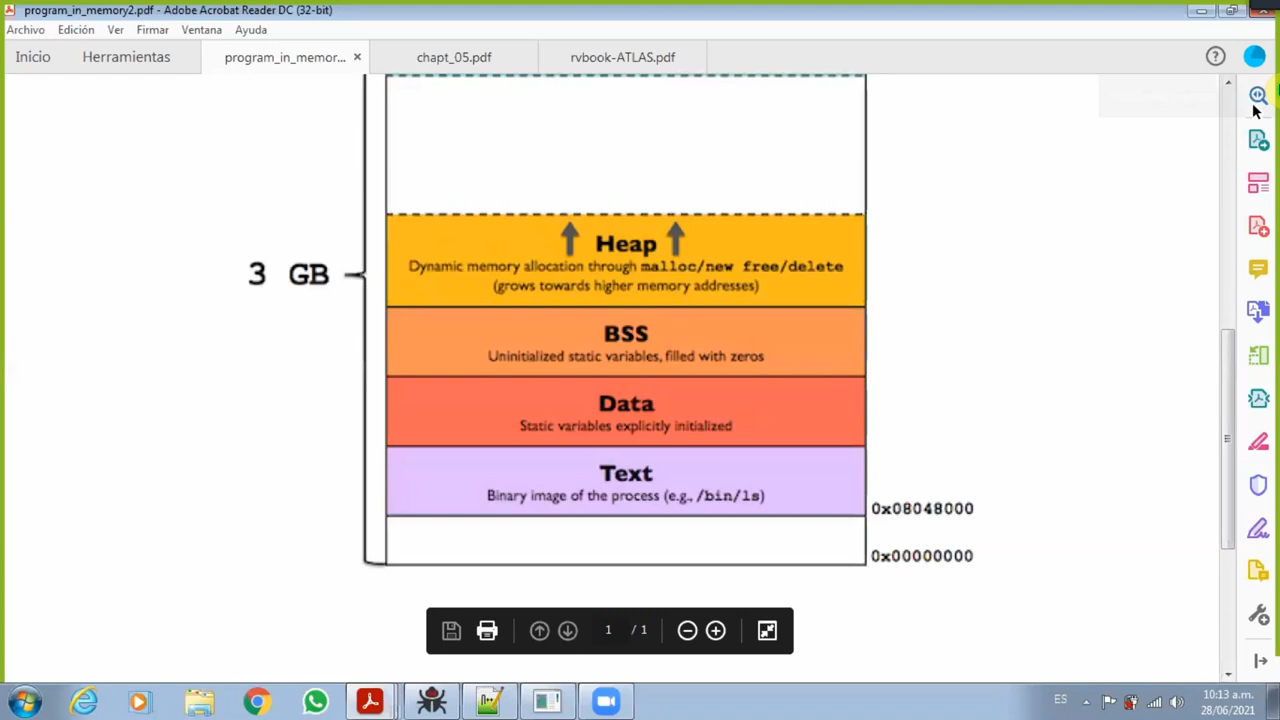 program_in_memory2.pdf - Adobe Acrobat Reader DC (32-bit)
Archivo Edición Ver Firmar Ventana Ayuda
Inicio Herramientas program_in_memor... × chapt_05.pdf rvbook-ATLAS.pdf
Heap
Dynamic memory allocation through malloc/new free/delete
(grows towards higher memory addresses)
3 GB
BSS
Uninitialized static variables, filled with zeros
Data
Static variables explicitly initialized
Text
Binary image of the process (e.g., /bin/ls)
0x08048000
0x00000000
1 / 1
ES
10:13 a.m.
28/06/2021